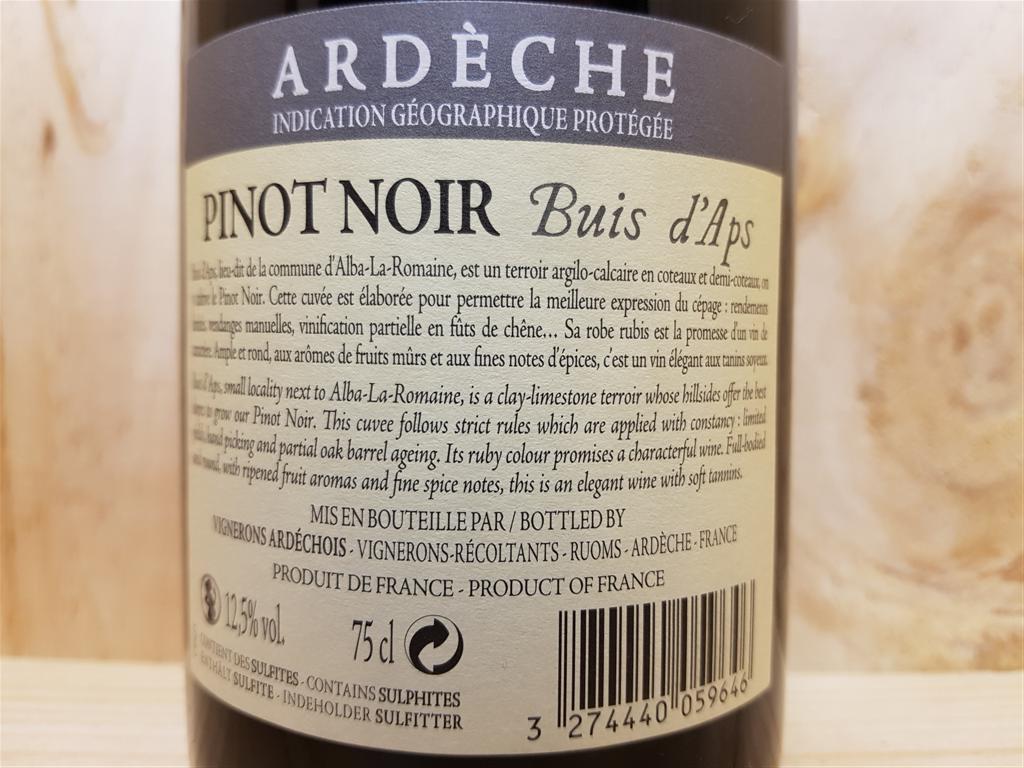 ARDÈCHE
INDICATION GÉOGRAPHIQUE PROTÉGÉE
PINOT NOIR Buis d'Aps
d'Aps, lieu-dit de la commune d'Alba-La-Romaine, est un terroir argilo-calcaire en coteaux et demi-coteaux, on
le Pinot Noir. Cette cuvée est élaborée pour permettre la meilleure expression du cépage : rendements
vendanges manuelles, vinification partielle en fûts de chêne... Sa robe rubis est la promesse d'un vin de
Ample et rond, aux arômes de fruits mûrs et aux fines notes d'épices, c'est un vin élégant aux tanins soyeux.
d'Aps, small locality next to Alba-La-Romaine, is a clay-limestone terroir whose hillsides offer the best
to grow our Pinot Noir. This cuvee follows strict rules which are applied with constancy : limited
hand picking and partial oak barrel ageing. Its ruby colour promises a characterful wine. Full-bodied
and round, with ripened fruit aromas and fine spice notes, this is an elegant wine with soft tannins.
MIS EN BOUTEILLE PAR / BOTTLED BY
VIGNERONS ARDÉCHOIS - VIGNERONS-RÉCOLTANTS - RUOMS - ARDÈCHE - FRANCE
PRODUIT DE FRANCE - PRODUCT OF FRANCE
12,5% vol. 75 cl
CONTIENT DES SULFITES - CONTAINS SULPHITES
ENTHÄLT SULFITE - INDEHOLDER SULFITTER
3 274440 059646